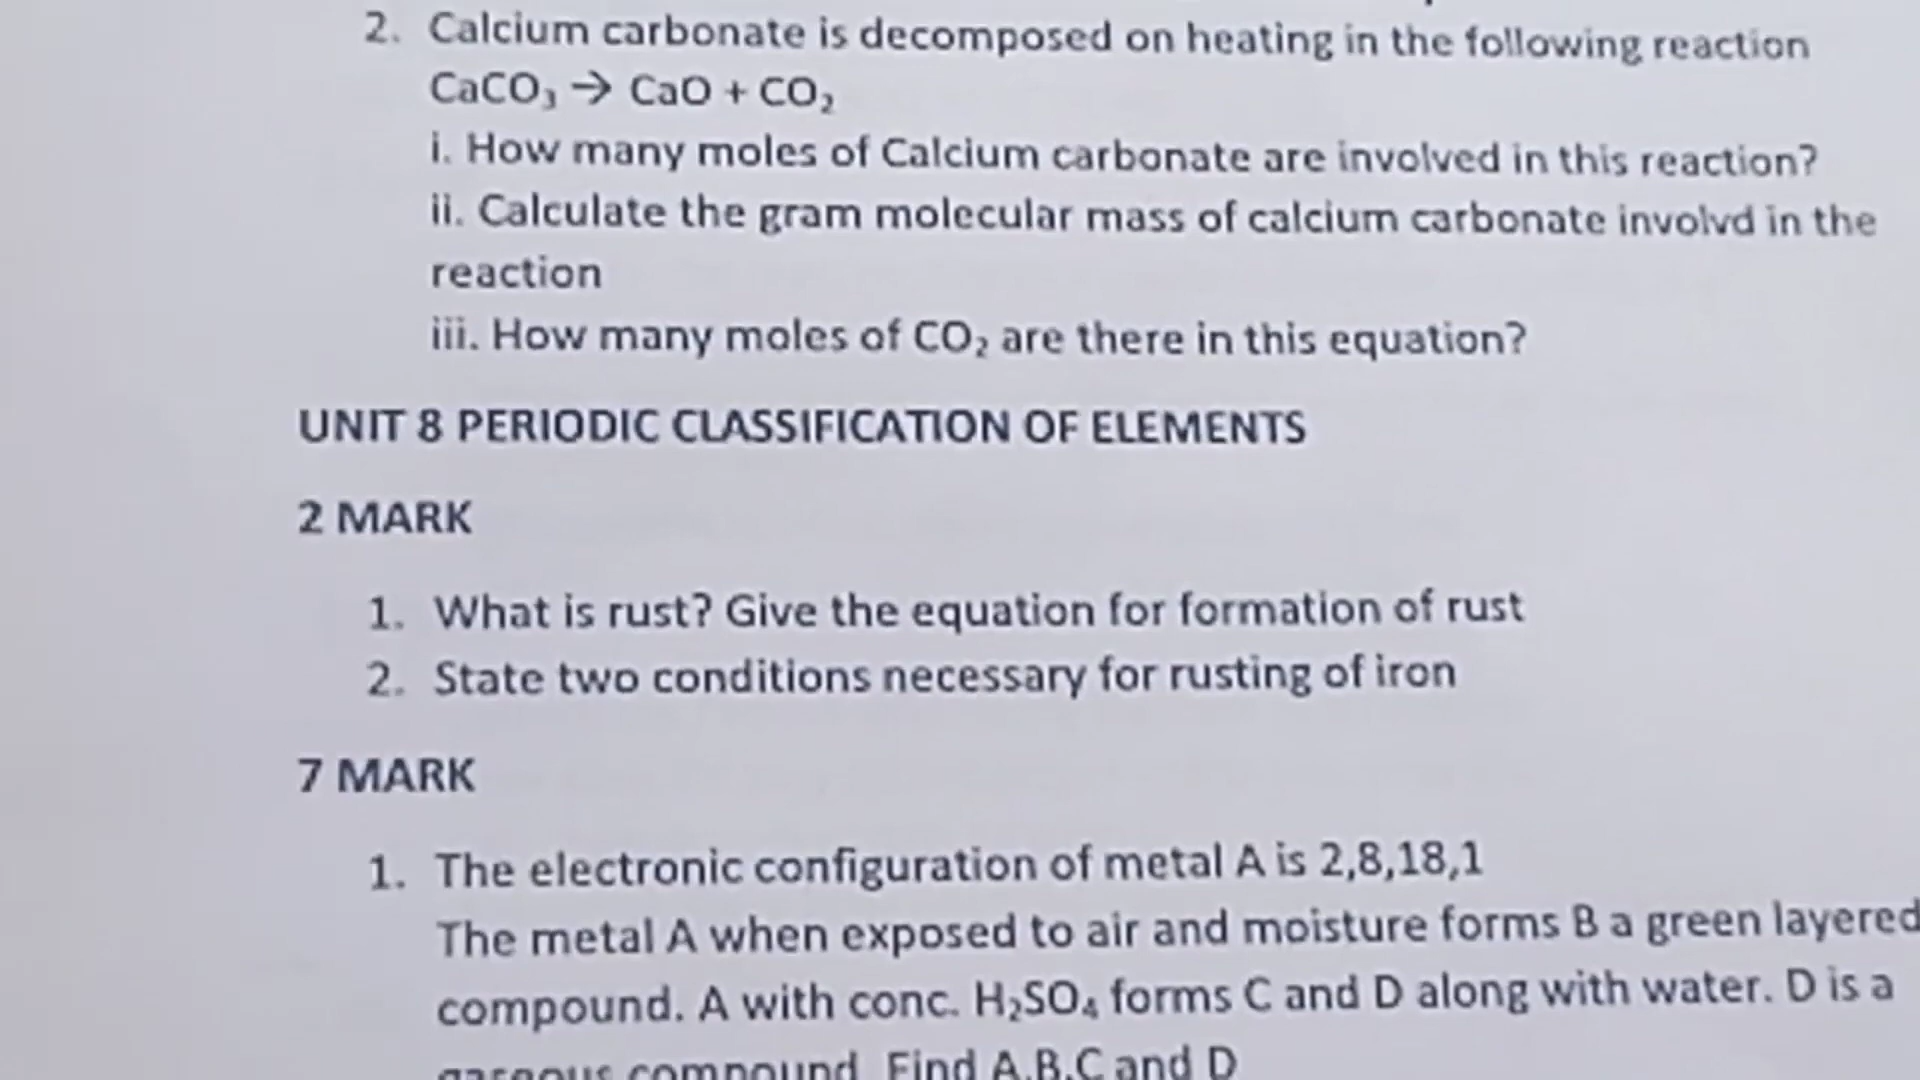 2. Calcium carbonate is decomposed on heating in the following reaction
CaCO₃ → CaO + CO₂
i. How many moles of Calcium carbonate are involved in this reaction?
ii. Calculate the gram molecular mass of calcium carbonate involvd in the
reaction
iii. How many moles of CO₂ are there in this equation?
UNIT 8 PERIODIC CLASSIFICATION OF ELEMENTS
2 MARK
1. What is rust? Give the equation for formation of rust
2. State two conditions necessary for rusting of iron
7 MARK
1. The electronic configuration of metal A is 2,8,18,1
The metal A when exposed to air and moisture forms B a green layered
compound. A with conc. H₂SO₄ forms C and D along with water. D is a
gaseous compound. Find A,B,C and D